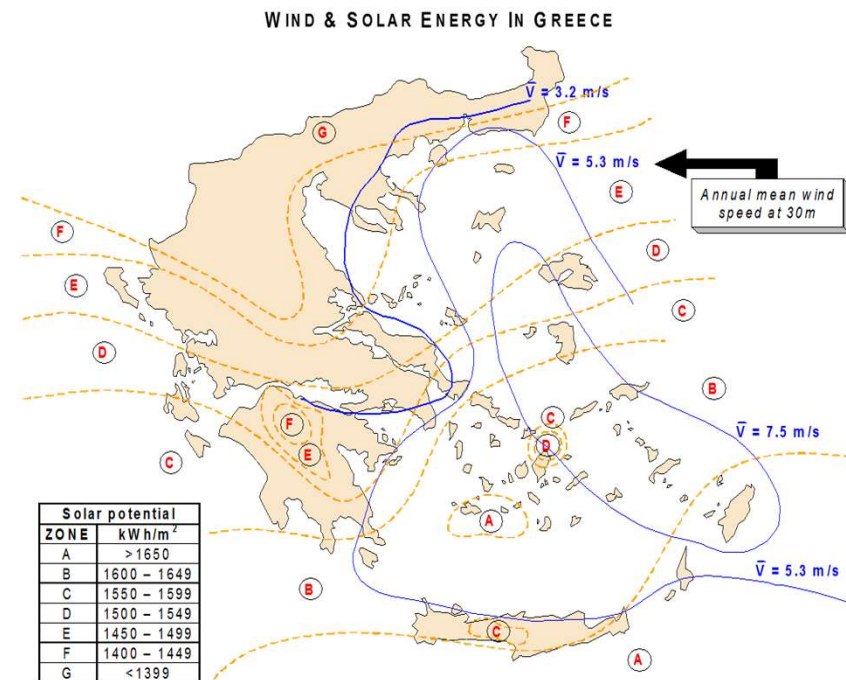 WIND & SOLAR ENERGY IN GREECE
V̄ = 3.2 m/s
F
G
V̄ = 5.3 m/s
Annual mean wind
speed at 30m
E
F
D
E
C
D
B
C
F
V̄ = 7.5 m/s
D
E
C
A
V̄ = 5.3 m/s
B
C
A
Solar potential
ZONE kWh/m²
A >1650
B 1600 – 1649
C 1550 – 1599
D 1500 – 1549
E 1450 – 1499
F 1400 – 1449
G <1399